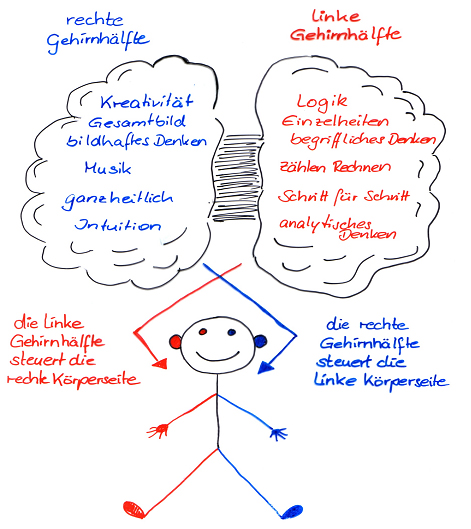 rechte
Gehirnhälfte
linke
Gehirnhälfte
Kreativität
Gesamtbild
bildhaftes Denken
Musik
ganzheitlich
Intuition
Logik
Einzelheiten
begriffliches Denken
zählen Rechnen
Schritt für Schritt
analytisches
Denken
die linke
Gehirnhälfte
steuert die
rechte Körperseite
die rechte
Gehirnhälfte
steuert die
linke Körperseite